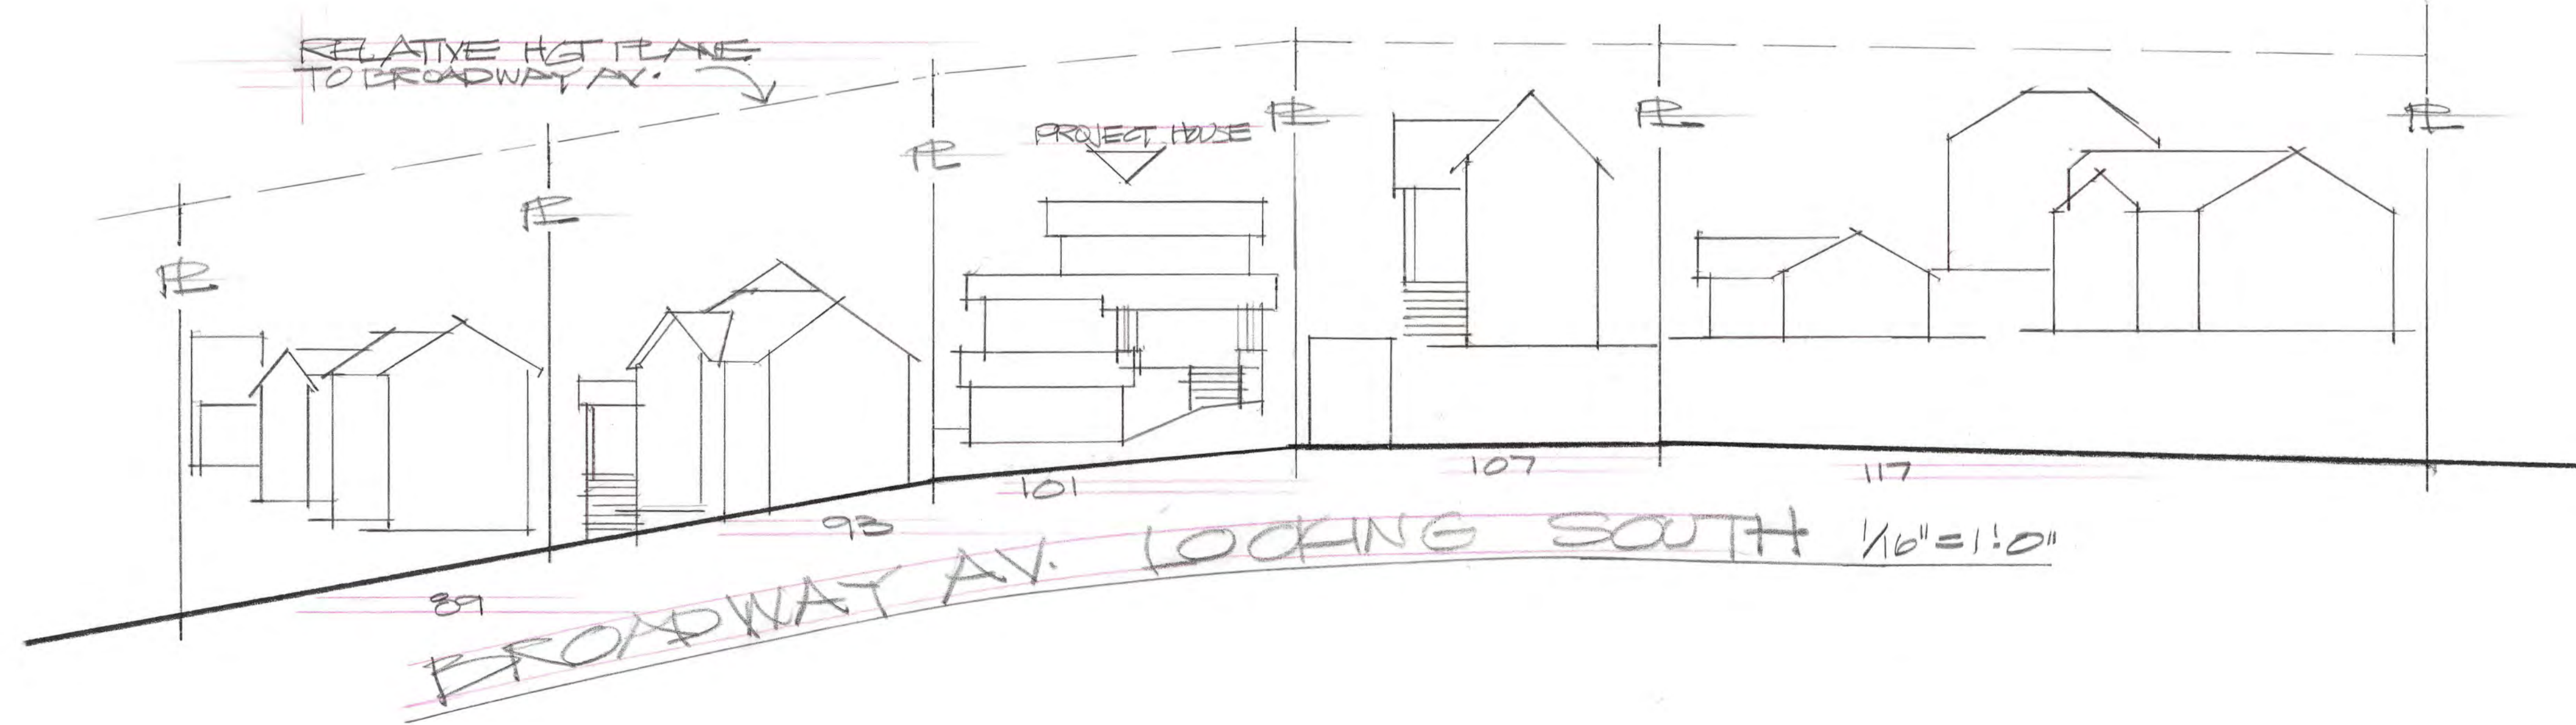 RELATIVE HGT PLANE
TO BROADWAY AV.
PROJECT HOUSE
PL
PL
PL
PL
PL
PL
89
93
101
107
117
BROADWAY AV. LOOKING SOUTH 1/16"=1'-0"